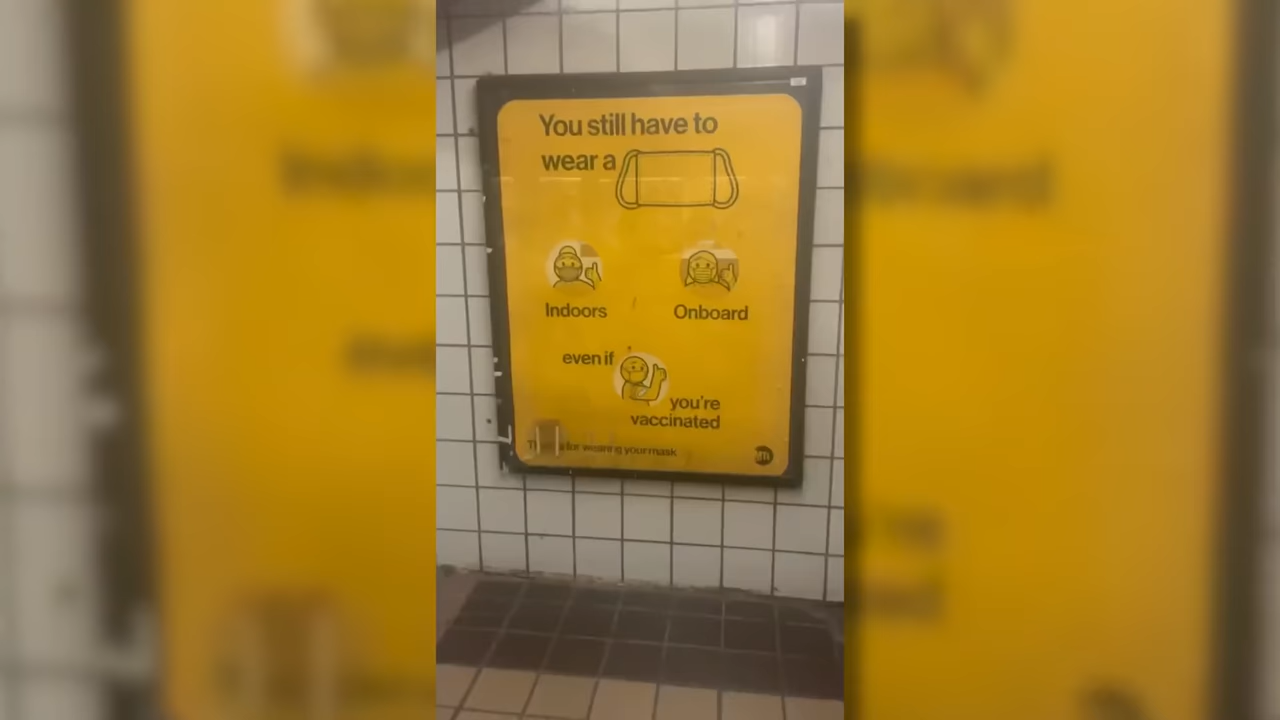 You still have to
wear a
Indoors
Onboard
even if
you're
vaccinated
for wearing your mask